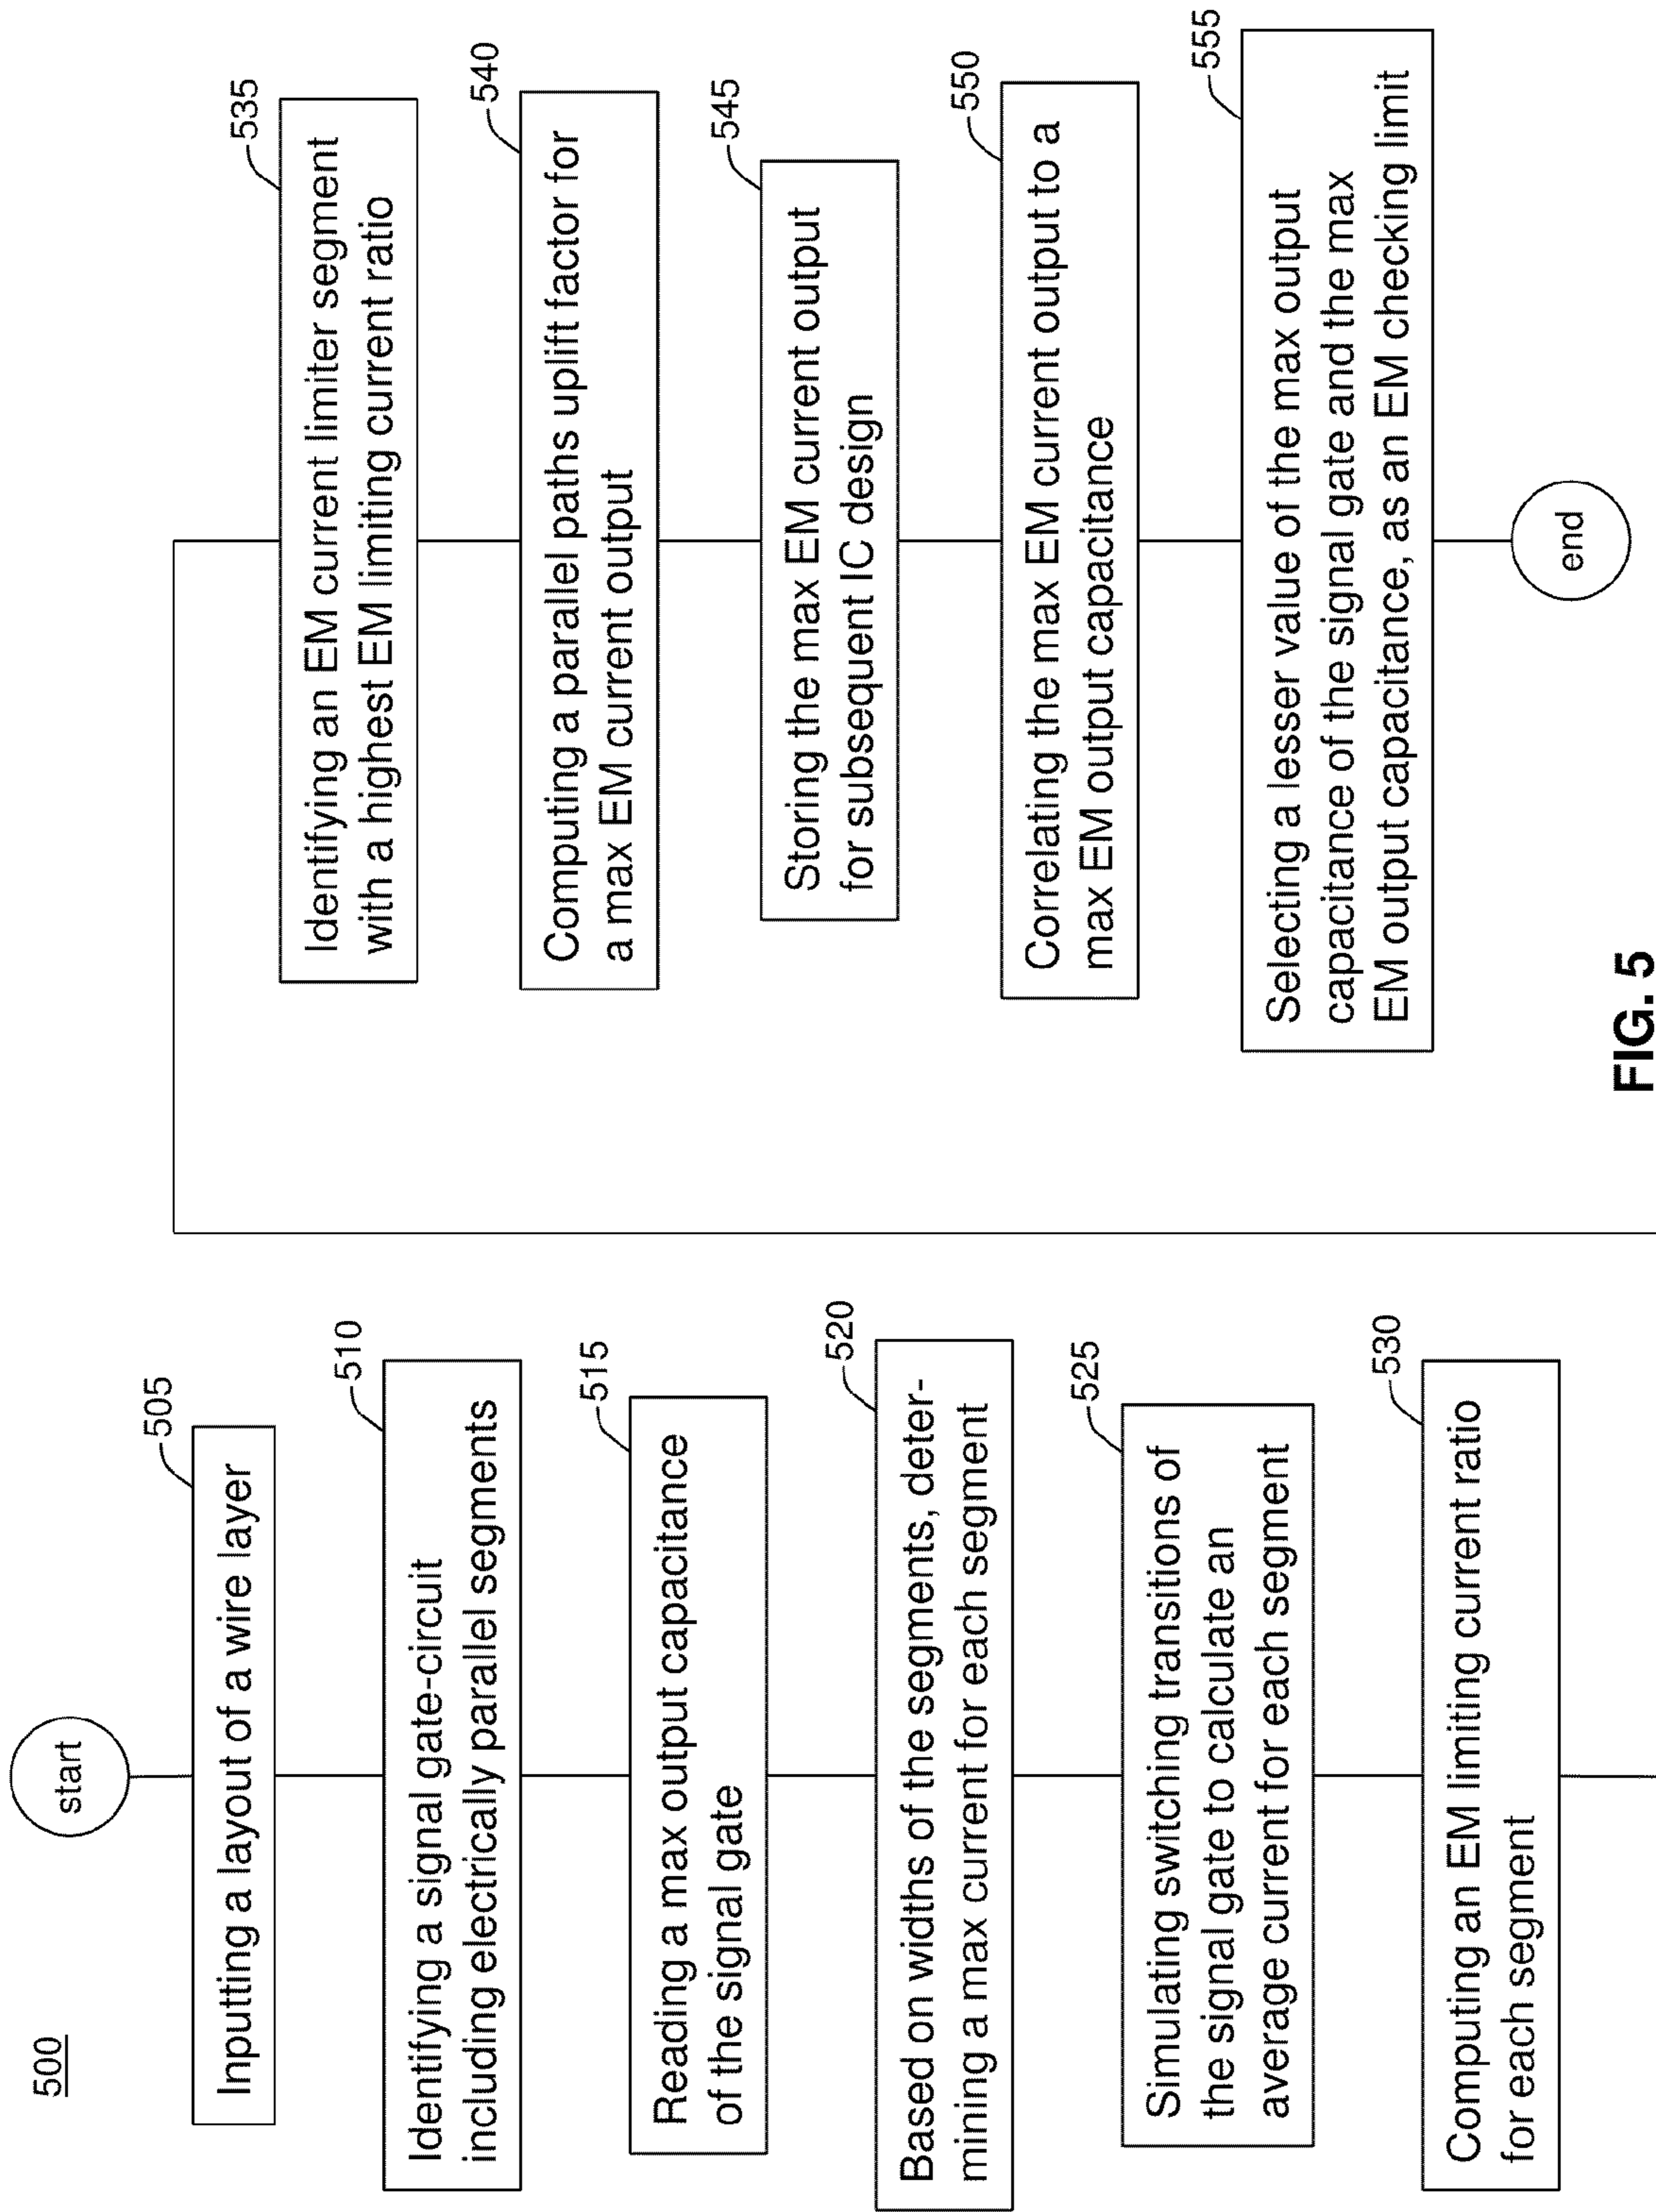 500
start
505
Inputting a layout of a wire layer
510
Identifying a signal gate-circuit
including electrically parallel segments
515
Reading a max output capacitance
of the signal gate
520
Based on widths of the segments, deter-
mining a max current for each segment
525
Simulating switching transitions of
the signal gate to calculate an
average current for each segment
530
Computing an EM limiting current ratio
for each segment
535
Identifying an EM current limiter segment
with a highest EM limiting current ratio
540
Computing a parallel paths uplift factor for
a max EM current output
545
Storing the max EM current output
for subsequent IC design
550
Correlating the max EM current output to a
max EM output capacitance
555
Selecting a lesser value of the max output
capacitance of the signal gate and the max
EM output capacitance, as an EM checking limit
end
FIG. 5